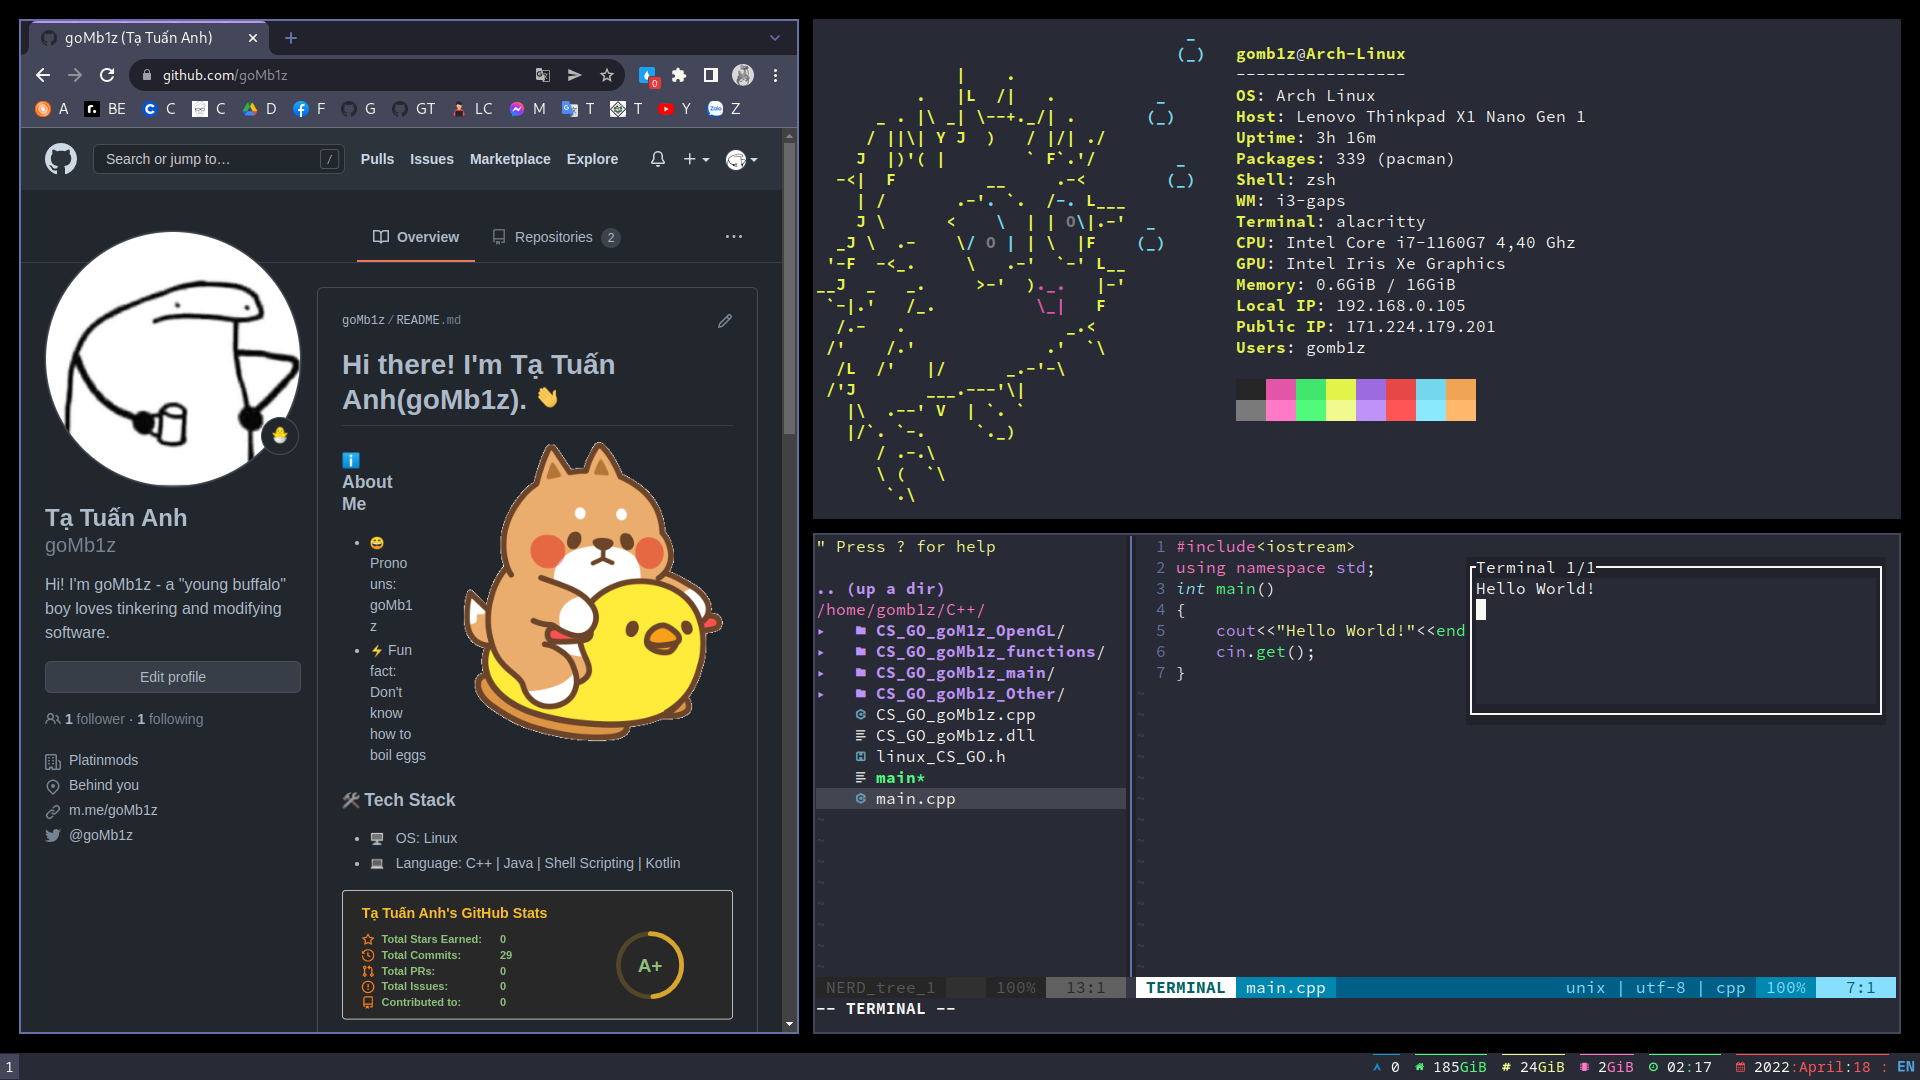 goMb1z (Tạ Tuấn Anh)
github.com/goMb1z
0
A BE C C D F G GT LC M T T Y Z
Search or jump to… /
Pulls Issues Marketplace Explore
Overview Repositories 2
goMb1z/README.md
Hi there! I'm Tạ Tuấn
Anh(goMb1z). 👋
About
Me
Prono
uns:
goMb1
z
⚡ Fun
fact:
Don't
know
how to
boil eggs
Tech Stack
OS: Linux
Language: C++ | Java | Shell Scripting | Kotlin
Tạ Tuấn Anh's GitHub Stats
Total Stars Earned: 0
Total Commits: 29
Total PRs: 0
Total Issues: 0
Contributed to: 0
A+
Tạ Tuấn Anh
goMb1z
Hi! I'm goMb1z - a "young buffalo"
boy loves tinkering and modifying
software.
Edit profile
1 follower · 1 following
Platinmods
Behind you
m.me/goMb1z
@goMb1z
gomb1z@Arch-Linux
-----------------
OS: Arch Linux
Host: Lenovo Thinkpad X1 Nano Gen 1
Uptime: 3h 16m
Packages: 339 (pacman)
Shell: zsh
WM: i3-gaps
Terminal: alacritty
CPU: Intel Core i7-1160G7 4,40 Ghz
GPU: Intel Iris Xe Graphics
Memory: 0.6GiB / 16GiB
Local IP: 192.168.0.105
Public IP: 171.224.179.201
Users: gomb1z
" Press ? for help
.. (up a dir)
/home/gomb1z/C++/
CS_GO_goM1z_OpenGL/
CS_GO_goMb1z_functions/
CS_GO_goMb1z_main/
CS_GO_goMb1z_Other/
CS_GO_goMb1z.cpp
CS_GO_goMb1z.dll
linux_CS_GO.h
main*
main.cpp
NERD_tree_1 100% 13:1
1 #include<iostream>
2 using namespace std;
3 int main()
4 {
5 cout<<"Hello World!"<<end
6 cin.get();
7 }
Terminal 1/1
Hello World!
TERMINAL main.cpp unix | utf-8 | cpp 100% 7:1
-- TERMINAL --
1
0 185GiB # 24GiB 2GiB 02:17 2022:April:18 : EN